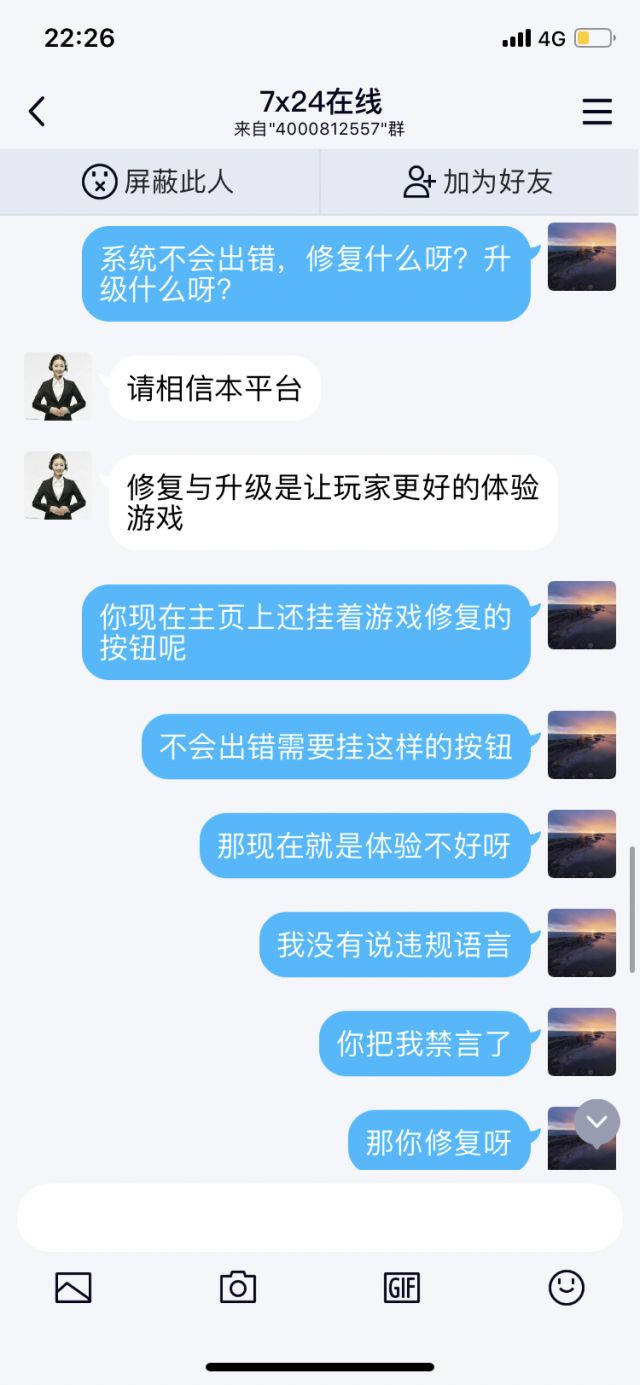 22:26
4G
7x24在线
来自"4000812557"群
屏蔽此人
加为好友
系统不会出错，修复什么呀？升
级什么呀？
请相信本平台
修复与升级是让玩家更好的体验
游戏
你现在主页上还挂着游戏修复的
按钮呢
不会出错需要挂这样的按钮
那现在就是体验不好呀
我没有说违规语言
你把我禁言了
那你修复呀
GIF